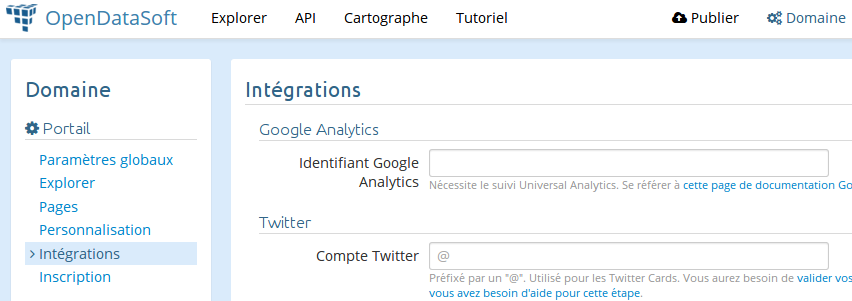 OpenDataSoft Explorer API Cartographe Tutoriel Publier Domaine
Domaine
Portail
Paramètres globaux
Explorer
Pages
Personnalisation
Intégrations
Inscription
Intégrations
Google Analytics
Identifiant Google
Analytics
Nécessite le suivi Universal Analytics. Se référer à cette page de documentation Go
Twitter
Compte Twitter
@
Préfixé par un "@". Utilisé pour les Twitter Cards. Vous aurez besoin de valider vos
vous avez besoin d'aide pour cette étape.